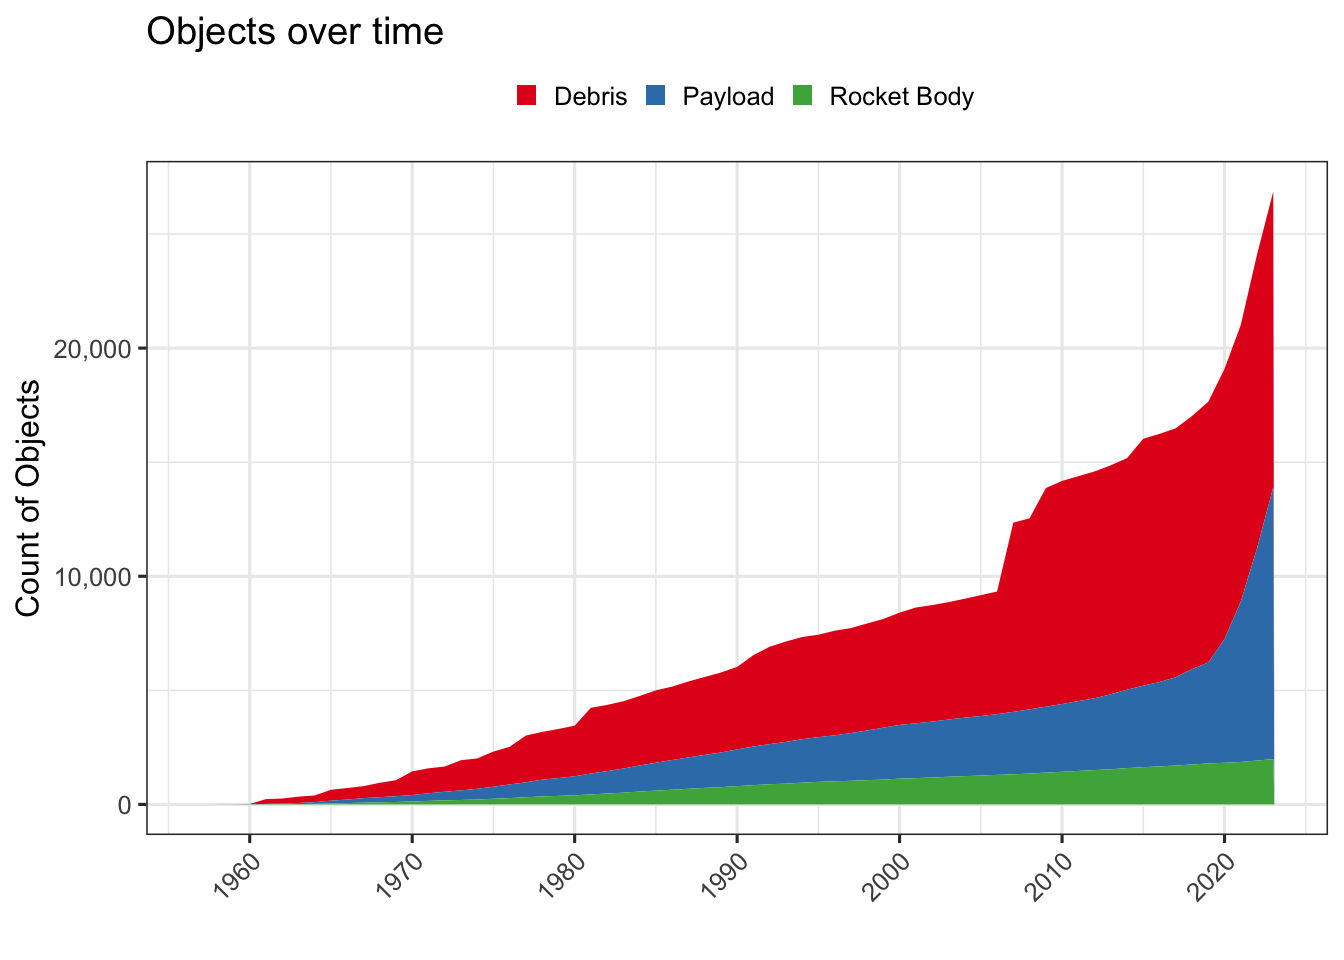 Objects over time
Debris Payload Rocket Body
Count of Objects
20,000
10,000
0
1960 1970 1980 1990 2000 2010 2020